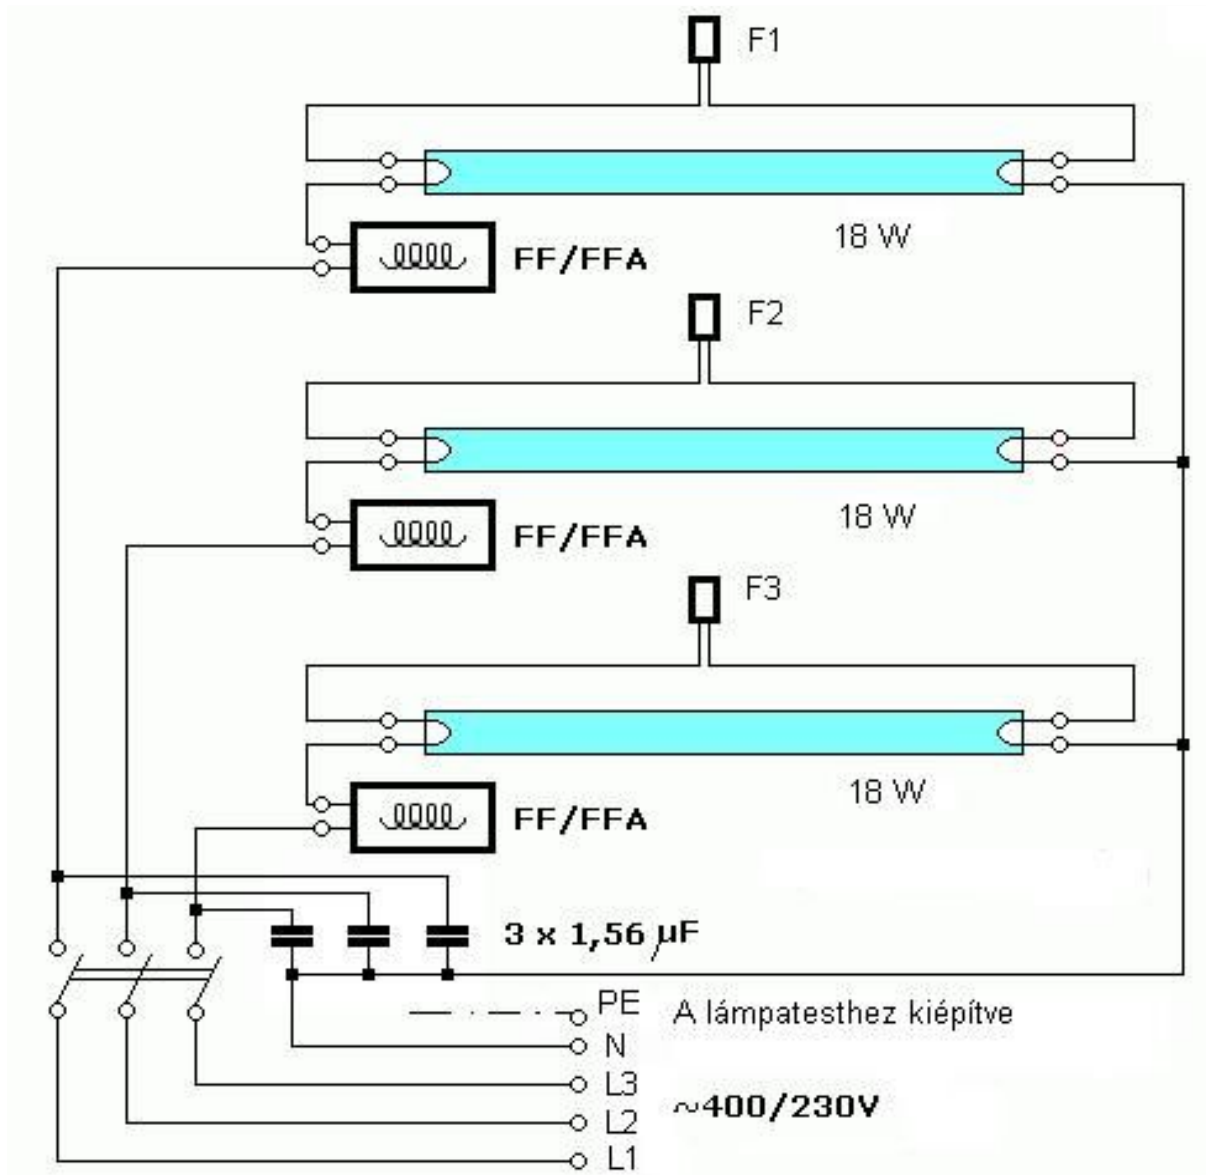 F1
18 W
FF/FFA
F2
18 W
FF/FFA
F3
18 W
FF/FFA
3 x 1,56 µF
PE A lámpatesthez kiépítve
N
L3
~400/230V
L2
L1